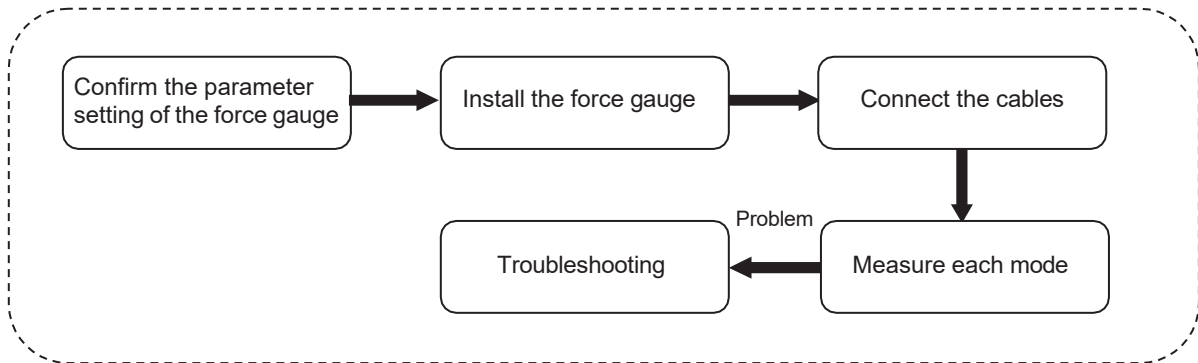 Confirm the parameter
setting of the force gauge
Install the force gauge
Connect the cables
Problem
Troubleshooting
Measure each mode